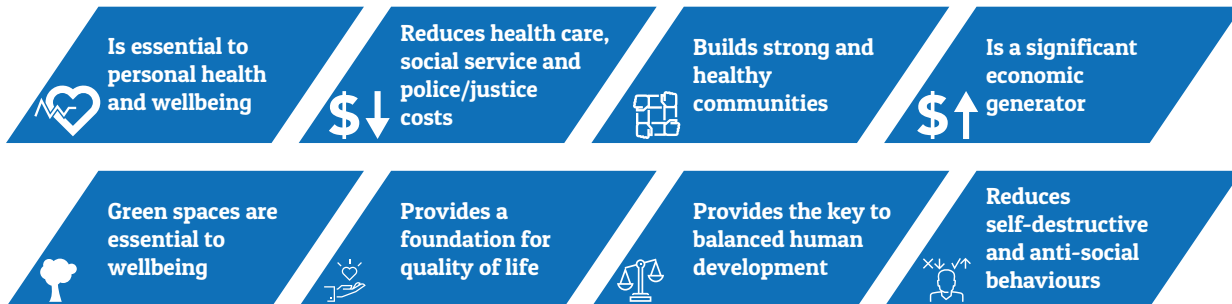 Is essential to
personal health
and wellbeing
$
Reduces health care,
social service and
police/justice
costs
Builds strong and
healthy
communities
$
Is a significant
economic
generator
Green spaces are
essential to
wellbeing
Provides a
foundation for
quality of life
Provides the key to
balanced human
development
Reduces
self-destructive
and anti-social
behaviours